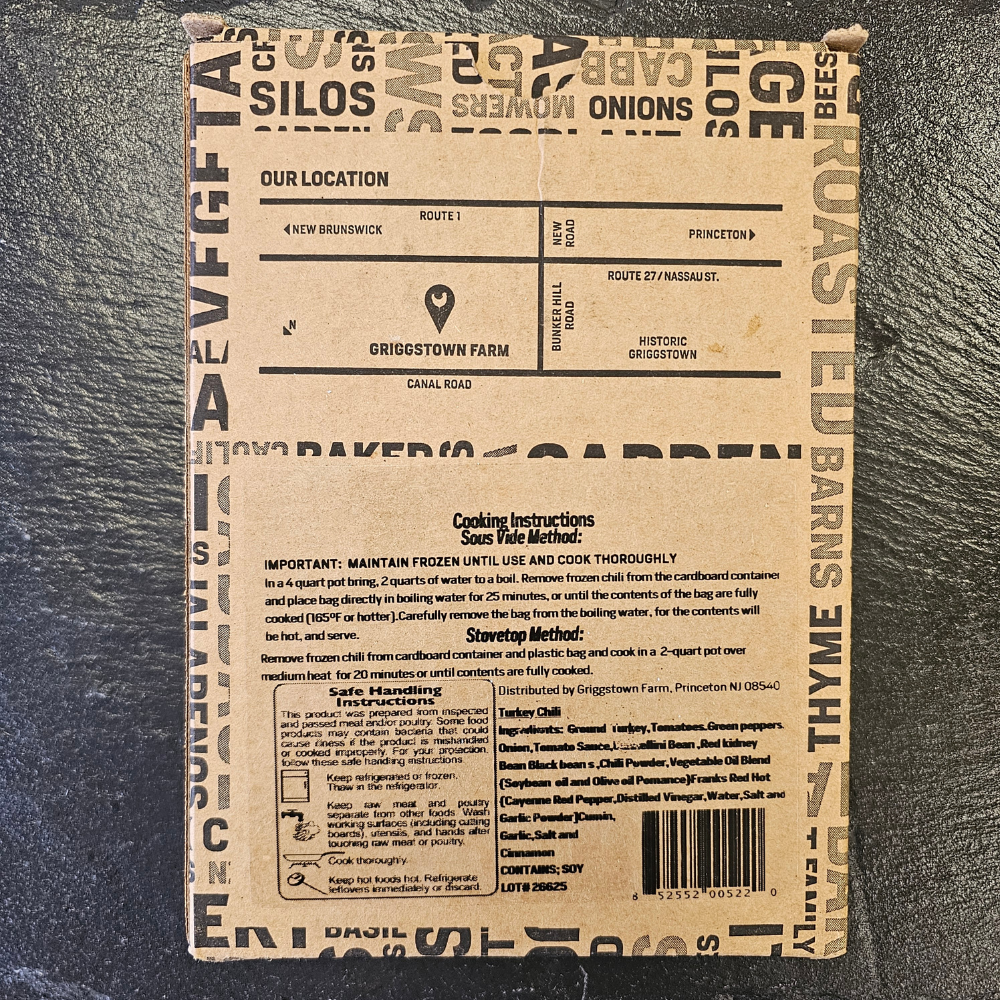 SILOS
MOWERS
ONIONS
CABB
SILOS
BEES
OUR LOCATION
ROUTE 1
NEW BRUNSWICK
NEW ROAD
PRINCETON
ROUTE 27 / NASSAU ST.
BUNKER HILL ROAD
N
GRIGGSTOWN FARM
HISTORIC
GRIGGSTOWN
CANAL ROAD
ROASTED
BARNS
THYME
FAMILY
BAKER
GARDEN
Cooking Instructions
Sous Vide Method:
IMPORTANT: MAINTAIN FROZEN UNTIL USE AND COOK THOROUGHLY
In a 4 quart pot bring, 2 quarts of water to a boil. Remove frozen chili from the cardboard container
and place bag directly in boiling water for 25 minutes, or until the contents of the bag are fully
cooked (165ºF or hotter).Carefully remove the bag from the boiling water, for the contents will
be hot, and serve.
Stovetop Method:
Remove frozen chili from cardboard container and plastic bag and cook in a 2-quart pot over
medium heat for 20 minutes or until contents are fully cooked.
Safe Handling
Instructions
This product was prepared from inspected
and passed meat and/or poultry. Some food
products may contain bacteria that could
cause illness if the product is mishandled
or cooked improperly. For your protection,
follow these safe handling instructions.
Keep refrigerated or frozen.
Thaw in the refrigerator.
Keep raw meat and poultry
separate from other foods. Wash
working surfaces (including cutting
boards), utensils, and hands after
touching raw meat or poultry.
Cook thoroughly.
Keep hot foods hot. Refrigerate
leftovers immediately or discard.
Distributed by Griggstown Farm, Princeton NJ 08540
Turkey Chili
Ingredients: Ground Turkey,Tomatoes.Green peppers
Onion,Tomato Sauce, Bean ,Red kidney
Bean Black bean s ,Chili Powder,Vegetable Oil Blend
(Soybean oil and Olive oil Pomance)Franks Red Hot
(Cayenne Red Pepper,Distilled Vinegar,Water,Salt and
Garlic Powder)Cumin,
Garlic,Salt and
Cinnamon
CONTAINS; SOY
LOT# 26625
8 52552 00522 0
BASIL